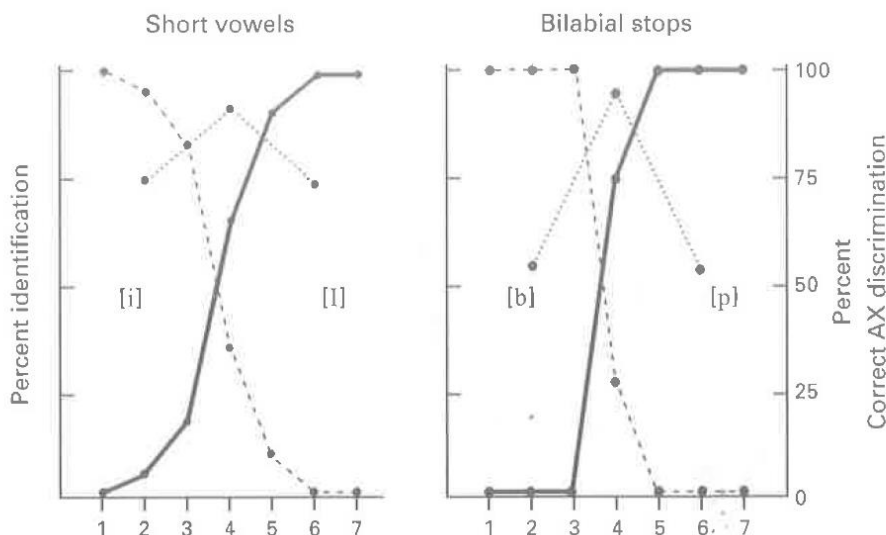 Short vowels
Bilabial stops
Percent identification
100
75
50
25
0
Percent
Correct AX discrimination
[i]
[I]
[b]
[p]
1 2 3 4 5 6 7
1 2 3 4 5 6 7